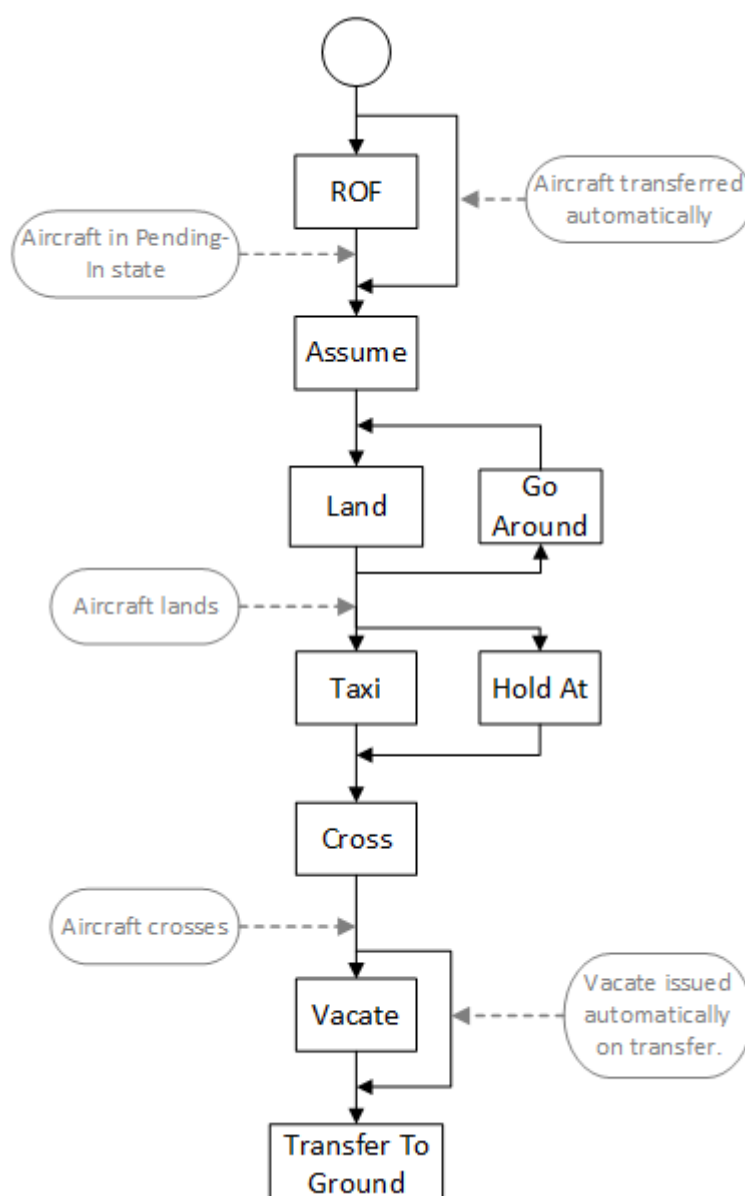 ROF
Aircraft transferred
automatically
Aircraft in Pending-
In state
Assume
Land
Go
Around
Aircraft lands
Taxi
Hold At
Cross
Aircraft crosses
Vacate
Vacate issued
automatically
on transfer.
Transfer To
Ground